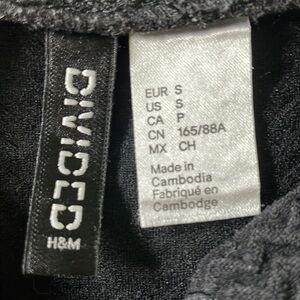 DIVIDED
H&M
EUR S
US S
CA P
CN 165/88A
MX CH
Made in
Cambodia
Fabriqué en
Cambodge